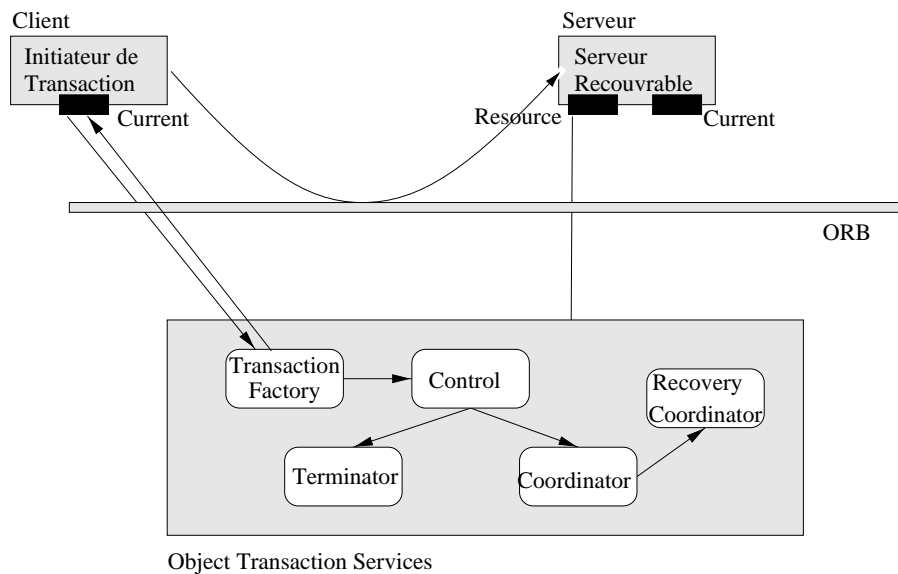 Client
Serveur
Initiateur de
Transaction
Serveur
Recouvrable
Current
Resource
Current
ORB
Transaction
Factory
Control
Recovery
Coordinator
Terminator
Coordinator
Object Transaction Services